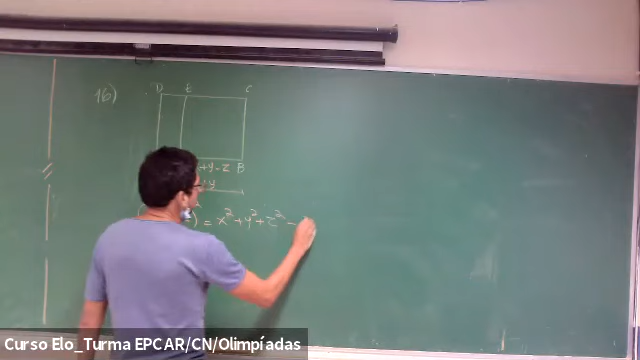 16)
D E C
+y-z B
y
) = x² + y² + z² -
Curso Elo_Turma EPCAR/CN/Olimpíadas